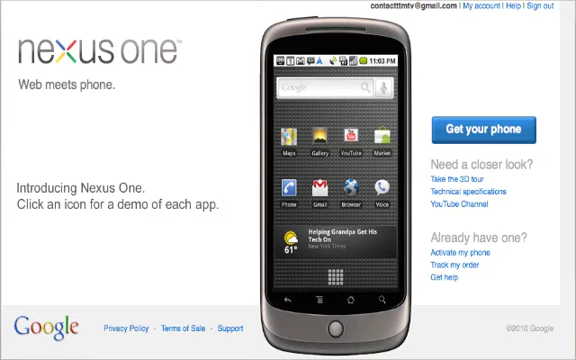 contactttmtv@gmail.com | My account | Help | Sign out
nexus one™
Web meets phone.
11:03 PM
Google
Maps Gallery YouTube Market
Phone Gmail Browser Voice
61°
Helping Grandpa Get His
Tech On
New York Times
Introducing Nexus One.
Click an icon for a demo of each app.
Get your phone
Need a closer look?
Take the 3D tour
Technical specifications
YouTube Channel
Already have one?
Activate my phone
Track my order
Get help
Google
Privacy Policy - Terms of Sale - Support
©2010 Google